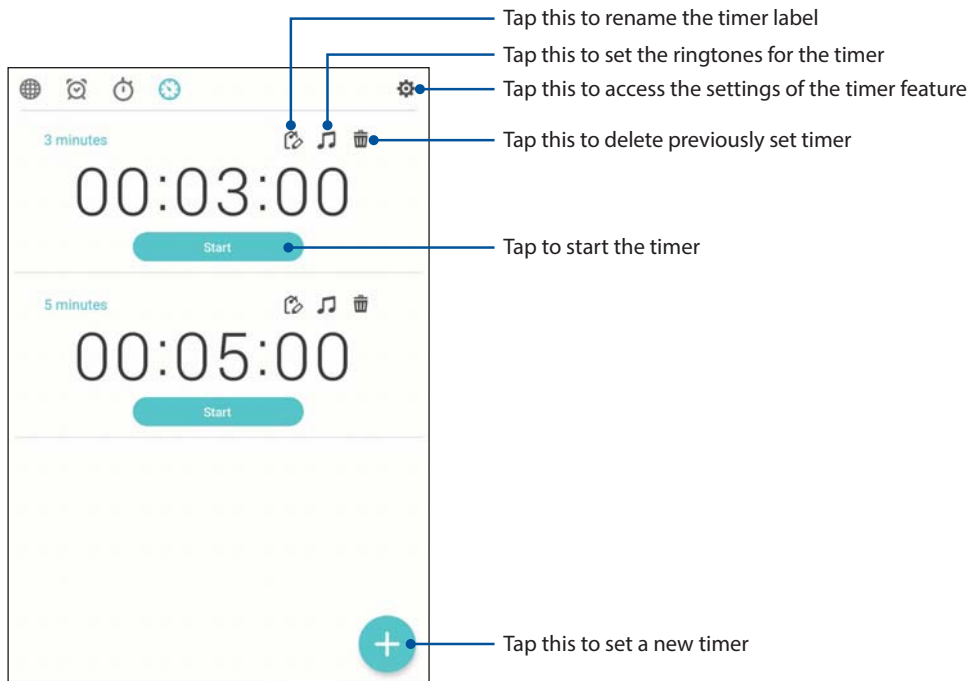 Tap this to rename the timer label
Tap this to set the ringtones for the timer
Tap this to access the settings of the timer feature
3 minutes
Tap this to delete previously set timer
00:03:00
Start
Tap to start the timer
5 minutes
00:05:00
Start
Tap this to set a new timer